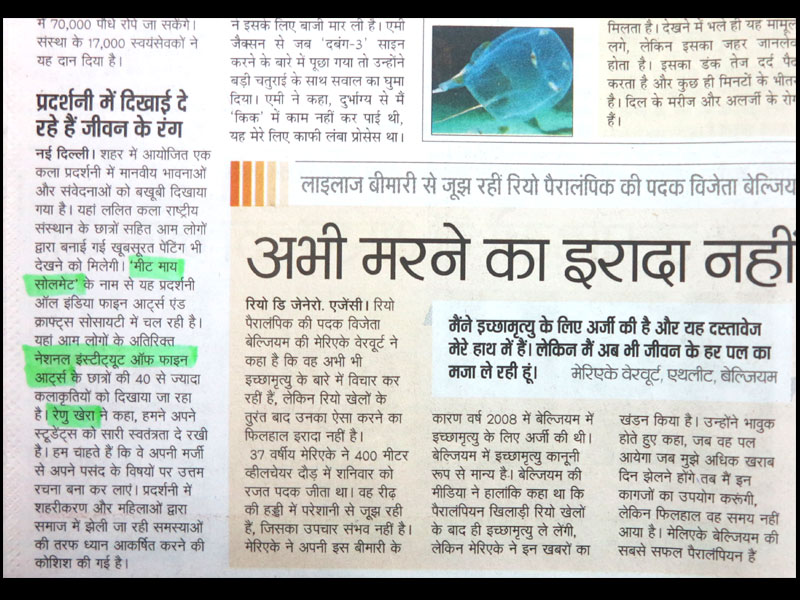 में 70,000 पौधे रोपे जा सकेंगे।
संस्था के 17,000 स्वयंसेवकों ने
यह दान दिया है।
प्रदर्शनी में दिखाई दे
रहे हैं जीवन के रंग
नई दिल्ली। शहर में आयोजित एक
कला प्रदर्शनी में मानवीय भावनाओं
और संवेदनाओं को बखूबी दिखाया
गया है। यहां ललित कला राष्ट्रीय
संस्थान के छात्रों सहित आम लोगों
द्वारा बनाई गई खूबसूरत पेटिंग भी
देखने को मिलेगी। 'मीट माय
सोलमेट' के नाम से यह प्रदर्शनी
ऑल इंडिया फाइन आर्ट्स एंड
क्राफ्ट्स सोसायटी में चल रही है।
यहां आम लोगों के अतिरिक्त
नेशनल इंस्टीट्यूट ऑफ फाइन
आर्ट्स के छात्रों की 40 से ज्यादा
कलाकृतियों को दिखाया जा रहा
है। रेणु खेरा ने कहा, हमने अपने
स्टूडेंट्स को सारी स्वतंत्रता दे रखी
है। हम चाहते हैं कि वे अपनी मर्जी
से अपने पसंद के विषयों पर उत्तम
रचना बना कर लाएं। प्रदर्शनी में
शहरीकरण और महिलाओं द्वारा
समाज में झेली जा रही समस्याओं
की तरफ ध्यान आकर्षित करने की
कोशिश की गई है।
ने इसके लिए बाजी मार ली है। एमी
जैक्सन से जब 'दबंग-3' साइन
करने के बारे में पूछा गया तो उन्होंने
बड़ी चतुराई के साथ सवाल का घुमा
दिया। एमी ने कहा, दुर्भाग्य से मैं
'किक' में काम नहीं कर पाई थी,
यह मेरे लिए काफी लंबा प्रोसेस था।
मिलता है। देखने में भले ही यह मामूल
लगे, लेकिन इसका जहर जानलेव
होता है। इसका डंक तेज दर्द पैद
करता है और कुछ ही मिनटों के भीत
है। दिल के मरीज और अलर्जी के रोग
हैं।
लाइलाज बीमारी से जूझ रहीं रियो पैरालंपिक की पदक विजेता बेल्जिय
अभी मरने का इरादा नहीं
रियो डि जेनेरो. एजेंसी। रियो
पैरालंपिक की पदक विजेता
बेल्जियम की मेरिएके वेरवूर्ट ने
कहा है कि वह अभी भी
इच्छामृत्यु के बारे में विचार कर
रहीं हैं, लेकिन रियो खेलों के
तुरंत बाद उनका ऐसा करने का
फिलहाल इरादा नहीं है।
37 वर्षीय मेरिएके ने 400 मीटर
व्हीलचेयर दौड़ में शनिवार को
रजत पदक जीता था। वह रीढ़
की हड्डी में परेशानी से जूझ रही
हैं, जिसका उपचार संभव नहीं है।
मेरिएके ने अपनी इस बीमारी के
मैंने इच्छामृत्यु के लिए अर्जी की है और यह दस्तावेज
मेरे हाथ में हैं। लेकिन मैं अब भी जीवन के हर पल का
मजा ले रही हूं। मेरिएके वेरवूर्ट, एथलीट, बेल्जियम
कारण वर्ष 2008 में बेल्जियम में
इच्छामृत्यु के लिए अर्जी की थी।
बेल्जियम में इच्छामृत्यु कानूनी
रूप से मान्य है। बेल्जियम की
मीडिया ने हालांकि कहा था कि
पैरालंपियन खिलाड़ी रियो खेलों
के बाद ही इच्छामृत्यु ले लेंगी,
लेकिन मेरिएके ने इन खबरों का
खंडन किया है। उन्होंने भावुक
होते हुए कहा, जब वह पल
आयेगा जब मुझे अधिक खराब
दिन झेलने होंगे तब मैं इन
कागजों का उपयोग करूंगी,
लेकिन फिलहाल वह समय नहीं
आया है। मेलिएके बेल्जियम की
सबसे सफल पैरालंपियन हैं